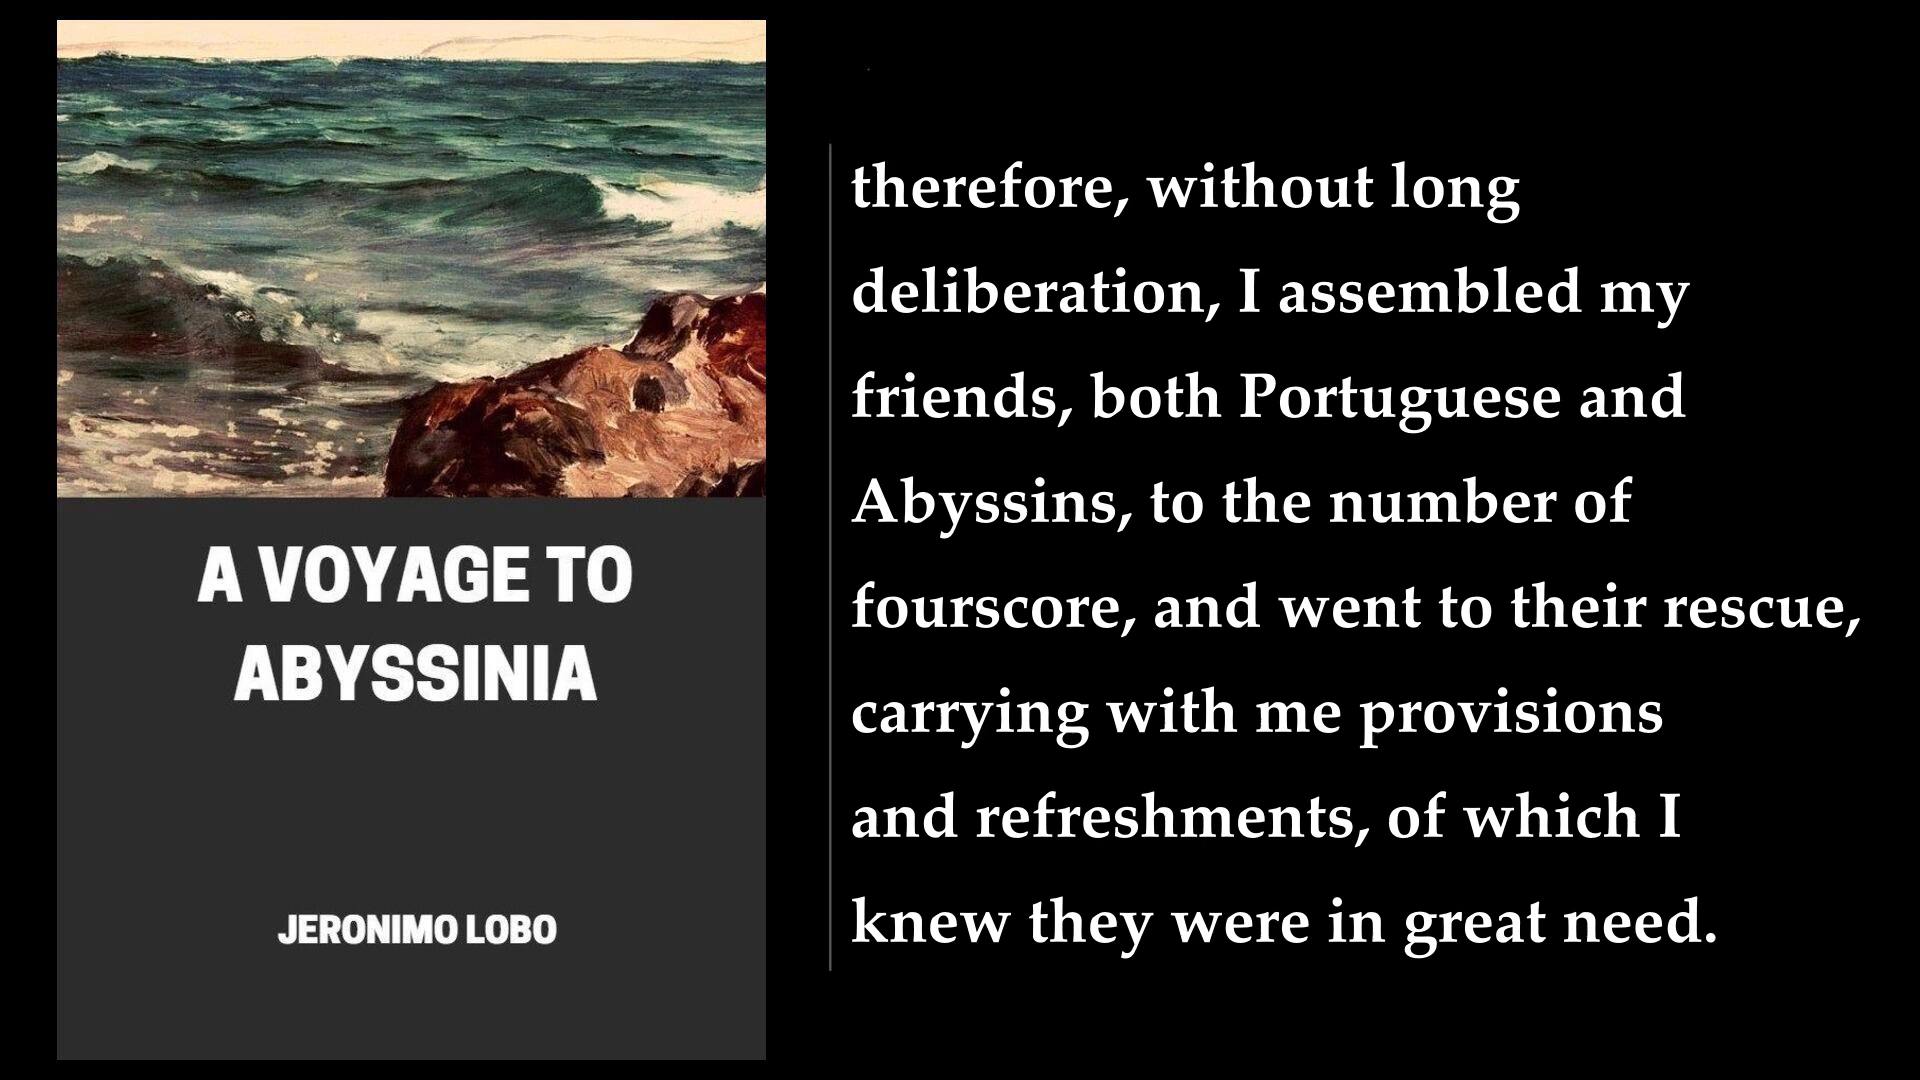 A VOYAGE TO
ABYSSINIA
JERONIMO LOBO
therefore, without long
deliberation, I assembled my
friends, both Portuguese and
Abyssins, to the number of
fourscore, and went to their rescue,
carrying with me provisions
and refreshments, of which I
knew they were in great need.